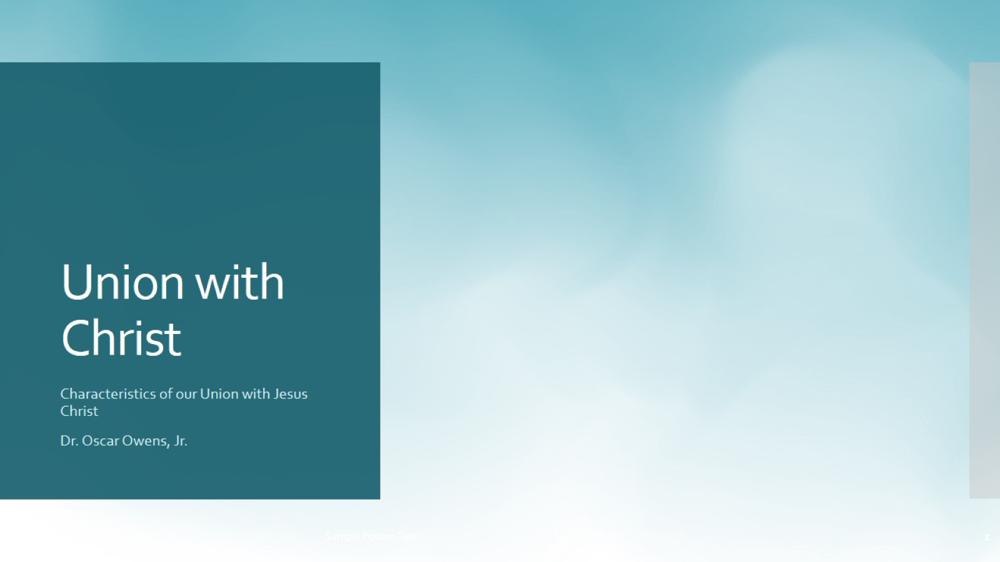 Union with
Christ
Characteristics of our Union with Jesus
Christ
Dr. Oscar Owens, Jr.
Sample Footer Text
1